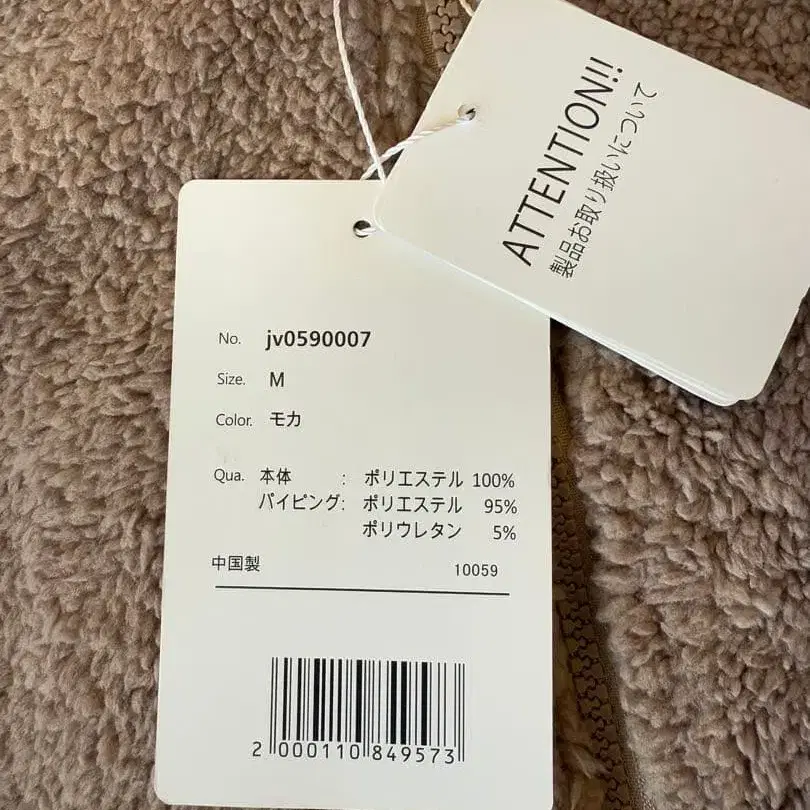 ATTENTION!!
製品お取り扱いについて
No. jv0590007
Size. M
Color. モカ
Qua. 本体 : ポリエステル 100%
パイピング: ポリエステル 95%
ポリウレタン 5%
中国製 10059
2 000110 849573